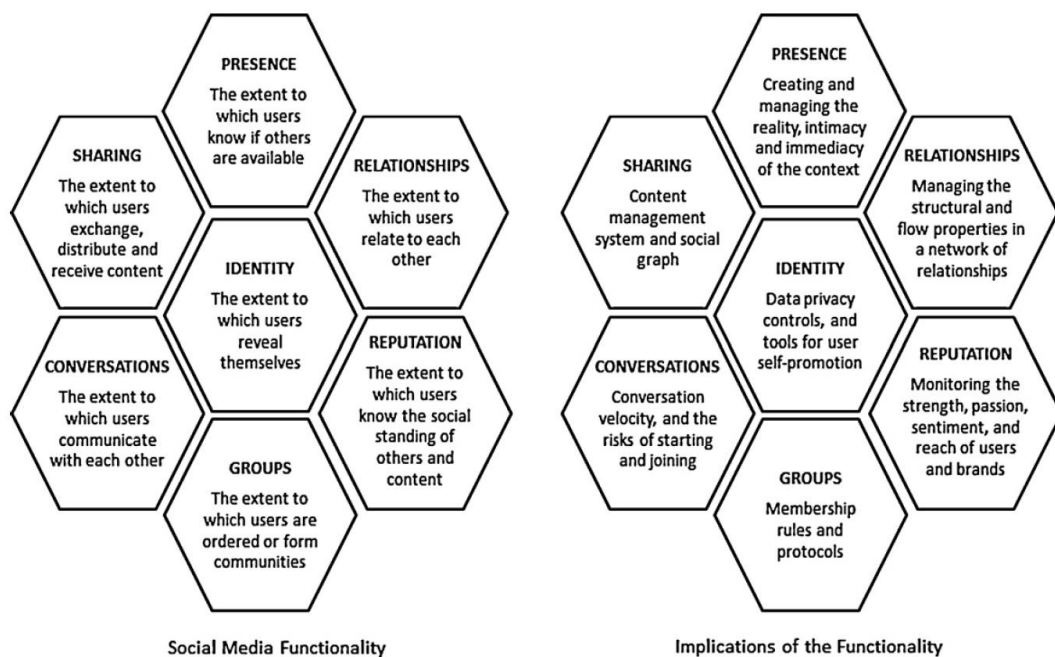 PRESENCE
The extent to
which users
know if others
are available
SHARING
The extent to
which users
exchange,
distribute and
receive content
RELATIONSHIPS
The extent to
which users
relate to each
other
IDENTITY
The extent to
which users
reveal
themselves
CONVERSATIONS
The extent to
which users
communicate
with each other
REPUTATION
The extent to
which users
know the social
standing of
others and
content
GROUPS
The extent to
which users are
ordered or form
communities
Social Media Functionality
PRESENCE
Creating and
managing the
reality, intimacy
and immediacy
of the context
SHARING
Content
management
system and social
graph
RELATIONSHIPS
Managing the
structural and
flow properties in
a network of
relationships
IDENTITY
Data privacy
controls, and
tools for user
self-promotion
CONVERSATIONS
Conversation
velocity, and the
risks of starting
and joining
REPUTATION
Monitoring the
strength, passion,
sentiment, and
reach of users
and brands
GROUPS
Membership
rules and
protocols
Implications of the Functionality